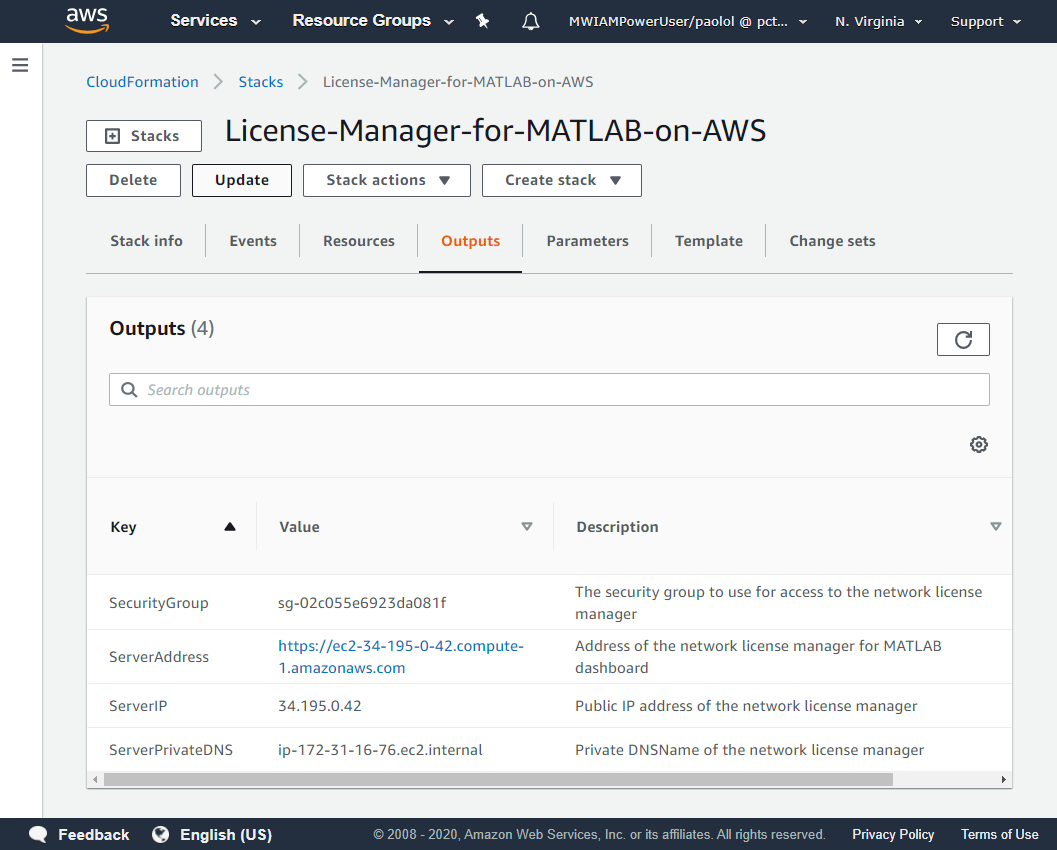 aws Services Resource Groups MWIAMPowerUser/paolol @ pct... N. Virginia Support
CloudFormation Stacks License-Manager-for-MATLAB-on-AWS
Stacks License-Manager-for-MATLAB-on-AWS
Delete Update Stack actions Create stack
Stack info Events Resources Outputs Parameters Template Change sets
Outputs (4)
Search outputs
Key Value Description
SecurityGroup sg-02c055e6923da081f The security group to use for access to the network license
manager
ServerAddress https://ec2-34-195-0-42.compute-
1.amazonaws.com Address of the network license manager for MATLAB
dashboard
ServerIP 34.195.0.42 Public IP address of the network license manager
ServerPrivateDNS ip-172-31-16-76.ec2.internal Private DNSName of the network license manager
Feedback English (US) © 2008 - 2020, Amazon Web Services, Inc. or its affiliates. All rights reserved. Privacy Policy Terms of Use